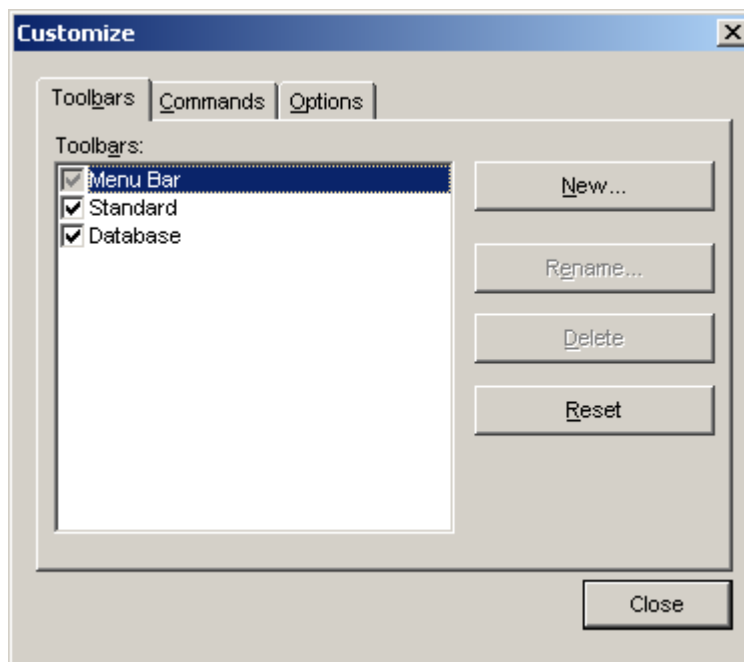 Customize
Toolbars Commands Options
Toolbars:
Menu Bar
Standard
Database
New...
Rename...
Delete
Reset
Close